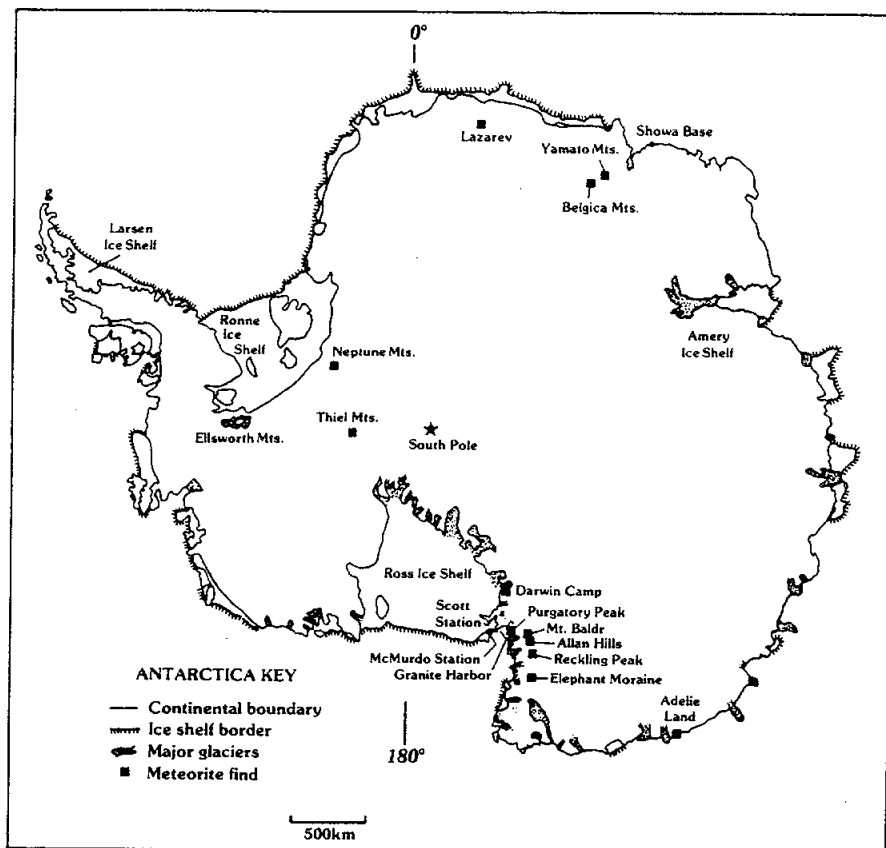 0°
Lazarev
Showa Base
Yamato Mts.
Belgica Mts.
Larsen
Ice Shelf
Ronne
Ice
Shelf
Amery
Ice Shelf
Neptune Mts.
Thiel Mts.
Ellsworth Mts.
South Pole
Ross Ice Shelf
Darwin Camp
Scott
Station
Purgatory Peak
Mt. Baldr
Allan Hills
McMurdo Station
Reckling Peak
Granite Harbor
Elephant Moraine
Adelie
Land
ANTARCTICA KEY
Continental boundary
Ice shelf border
Major glaciers
Meteorite find
180°
500km